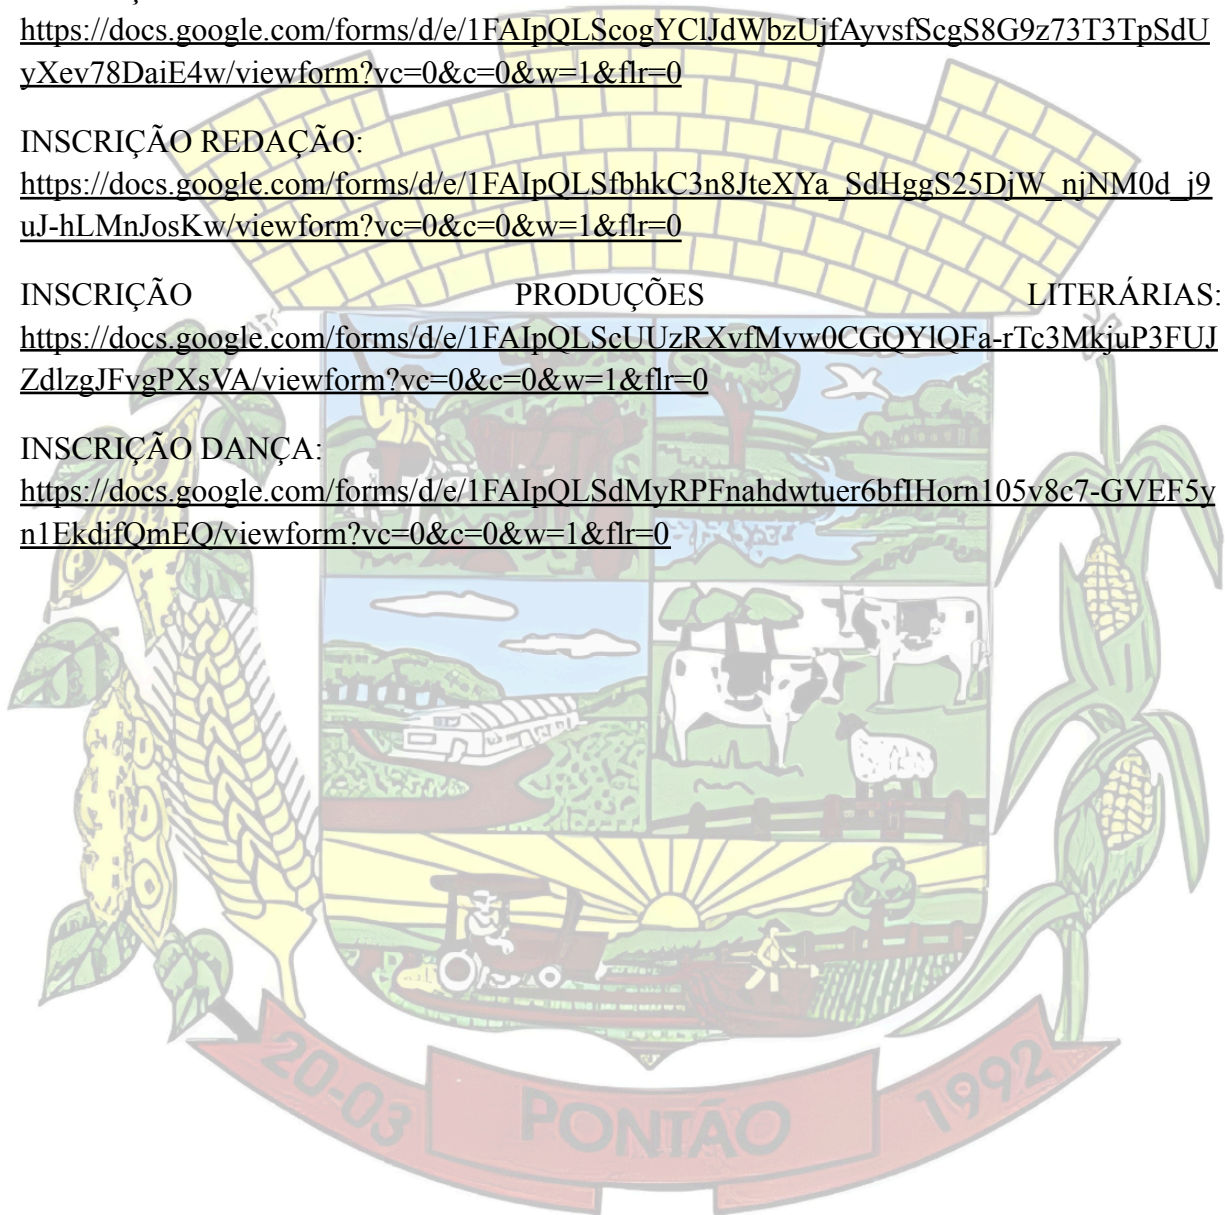 https://docs.google.com/forms/d/e/1FAIpQLScogYClJdWbzUjfAyvsfScgS8G9z73T3TpSdU
yXev78DaiE4w/viewform?vc=0&c=0&w=1&flr=0
INSCRIÇÃO REDAÇÃO:
https://docs.google.com/forms/d/e/1FAIpQLSfbhkC3n8JteXYa_SdHggS25DjW_njNM0d_j9
uJ-hLMnJosKw/viewform?vc=0&c=0&w=1&flr=0
INSCRIÇÃO PRODUÇÕES LITERÁRIAS:
https://docs.google.com/forms/d/e/1FAIpQLScUUzRXvfMvw0CGQYlQFa-rTc3MkjuP3FUJ
ZdlzgJFvgPXsVA/viewform?vc=0&c=0&w=1&flr=0
INSCRIÇÃO DANÇA:
https://docs.google.com/forms/d/e/1FAIpQLSdMyRPFnahdwtuer6bfIHorn105v8c7-GVEF5y
n1EkdifQmEQ/viewform?vc=0&c=0&w=1&flr=0
20-03 PONTÃO 1992